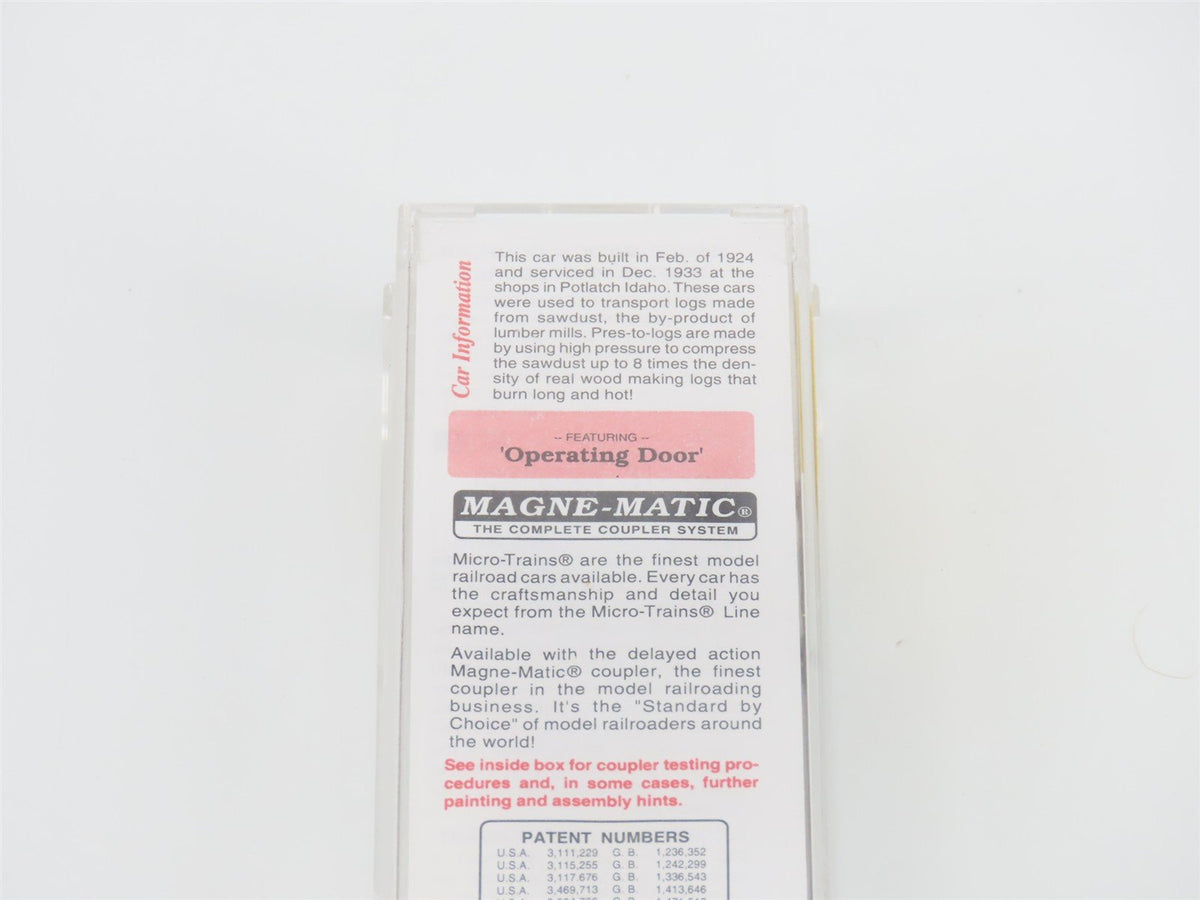 Car Information
This car was built in Feb. of 1924
and serviced in Dec. 1933 at the
shops in Potlatch Idaho. These cars
were used to transport logs made
from sawdust, the by-product of
lumber mills. Pres-to-logs are made
by using high pressure to compress
the sawdust up to 8 times the den-
sity of real wood making logs that
burn long and hot!
-- FEATURING --
'Operating Door'
MAGNE-MATIC®
THE COMPLETE COUPLER SYSTEM
Micro-Trains® are the finest model
railroad cars available. Every car has
the craftsmanship and detail you
expect from the Micro-Trains® Line
name.
Available with the delayed action
Magne-Matic® coupler, the finest
coupler in the model railroading
business. It's the "Standard by
Choice" of model railroaders around
the world!
See inside box for coupler testing pro-
cedures and, in some cases, further
painting and assembly hints.
PATENT NUMBERS
U.S.A. 3,111,229 G.B. 1,236,352
U.S.A. 3,115,255 G.B. 1,242,299
U.S.A. 3,117,676 G.B. 1,336,543
U.S.A. 3,469,713 G.B. 1,413,646